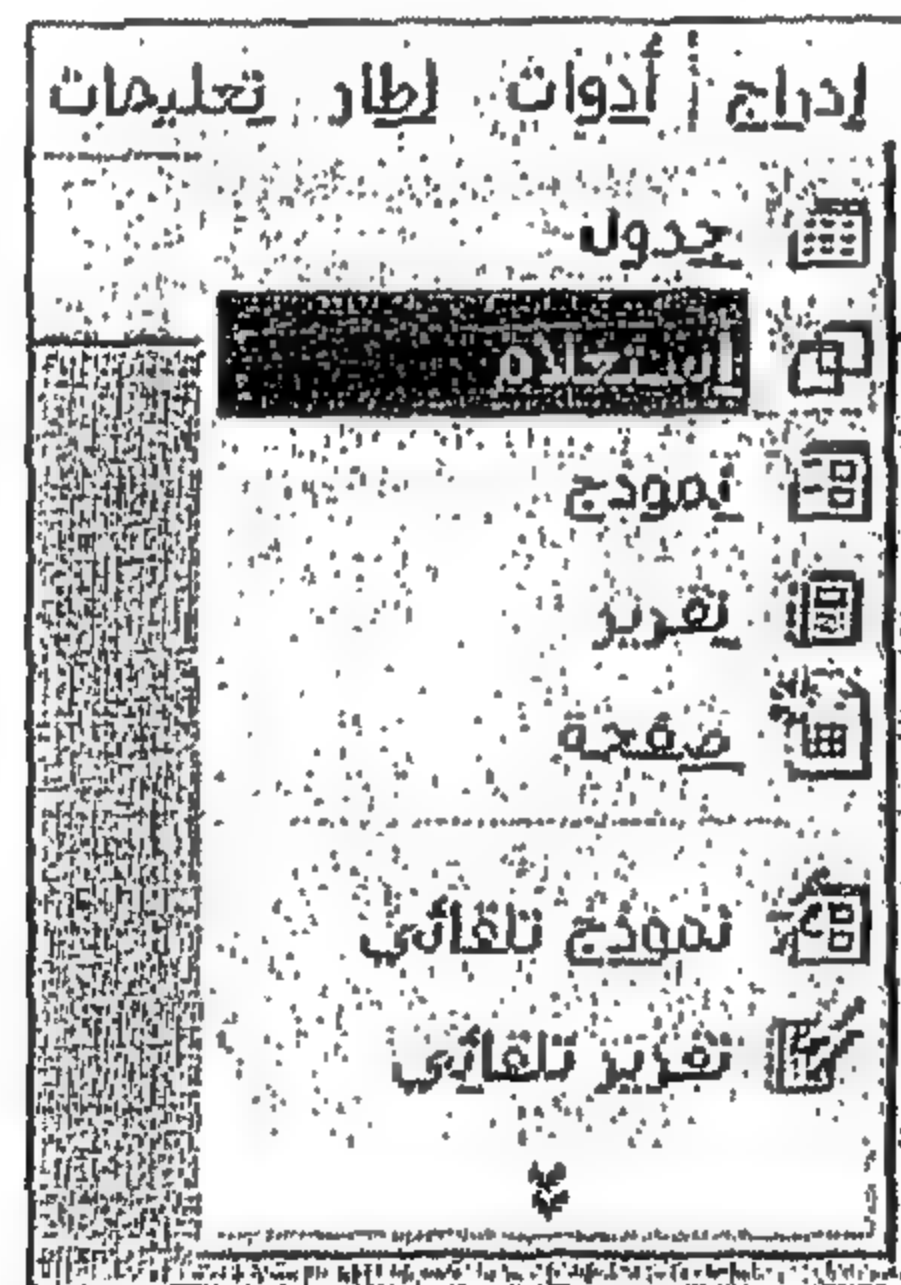 إدراج أدوات إطار تعليمات
جدول
استعلام
نموذج
تقرير
صفحة
نموذج تلقائي
تقرير تلقائي